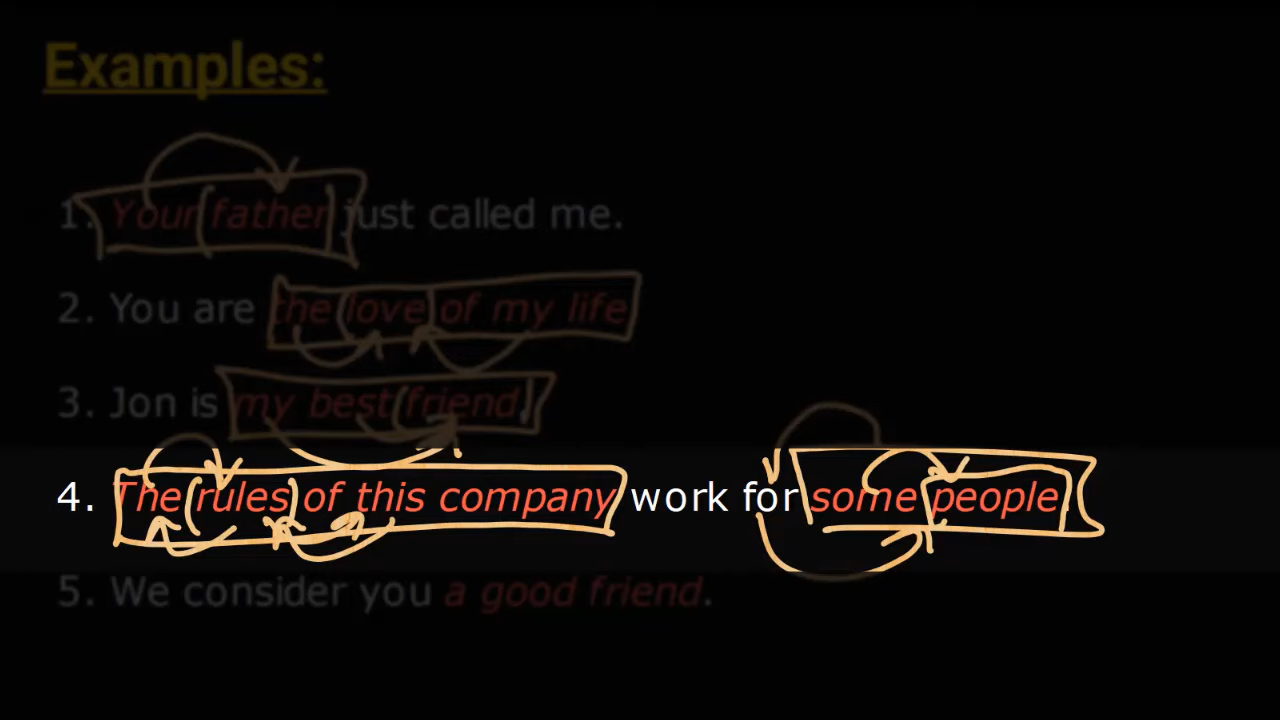 Examples:
1. Your father just called me.
2. You are the love of my life
3. Jon is my best friend.
4. The rules of this company work for some people.
5. We consider you a good friend.